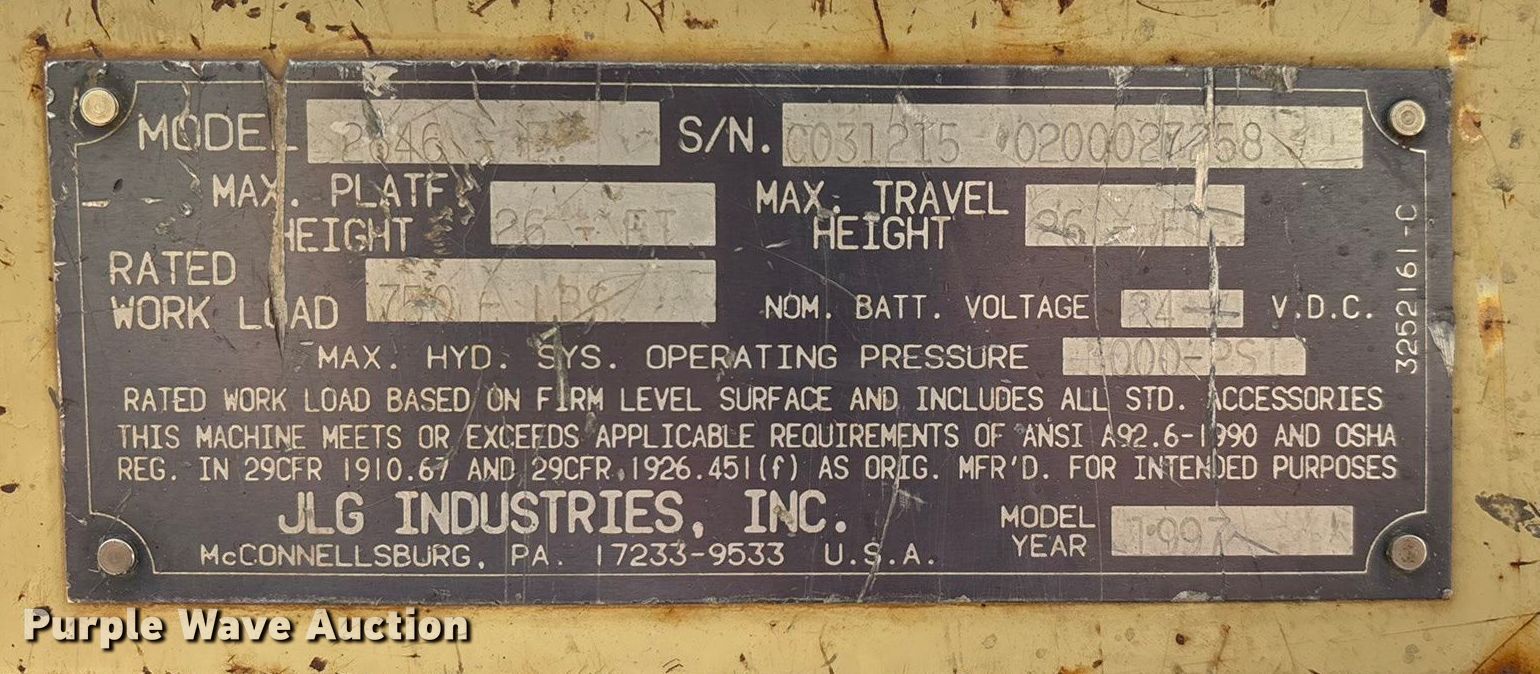 MODEL 2646 - E2
S/N. C031215 0200027258
MAX. PLATF. HEIGHT 26 - FT.
MAX. TRAVEL HEIGHT 26 - FT.
RATED WORK LOAD 750 - LBS.
NOM. BATT. VOLTAGE 24 V.D.C.
MAX. HYD. SYS. OPERATING PRESSURE
RATED WORK LOAD BASED ON FIRM LEVEL SURFACE AND INCLUDES ALL STD. ACCESSORIES
THIS MACHINE MEETS OR EXCEEDS APPLICABLE REQUIREMENTS OF ANSI A92.6-1990 AND OSHA
REG. IN 29CFR 1910.67 AND 29CFR 1926.451(f) AS ORIG. MFR'D. FOR INTENDED PURPOSES
JLG INDUSTRIES, INC.
McCONNELLSBURG, PA. 17233-9533 U.S.A.
MODEL YEAR 1997
3252161-C
Purple Wave Auction